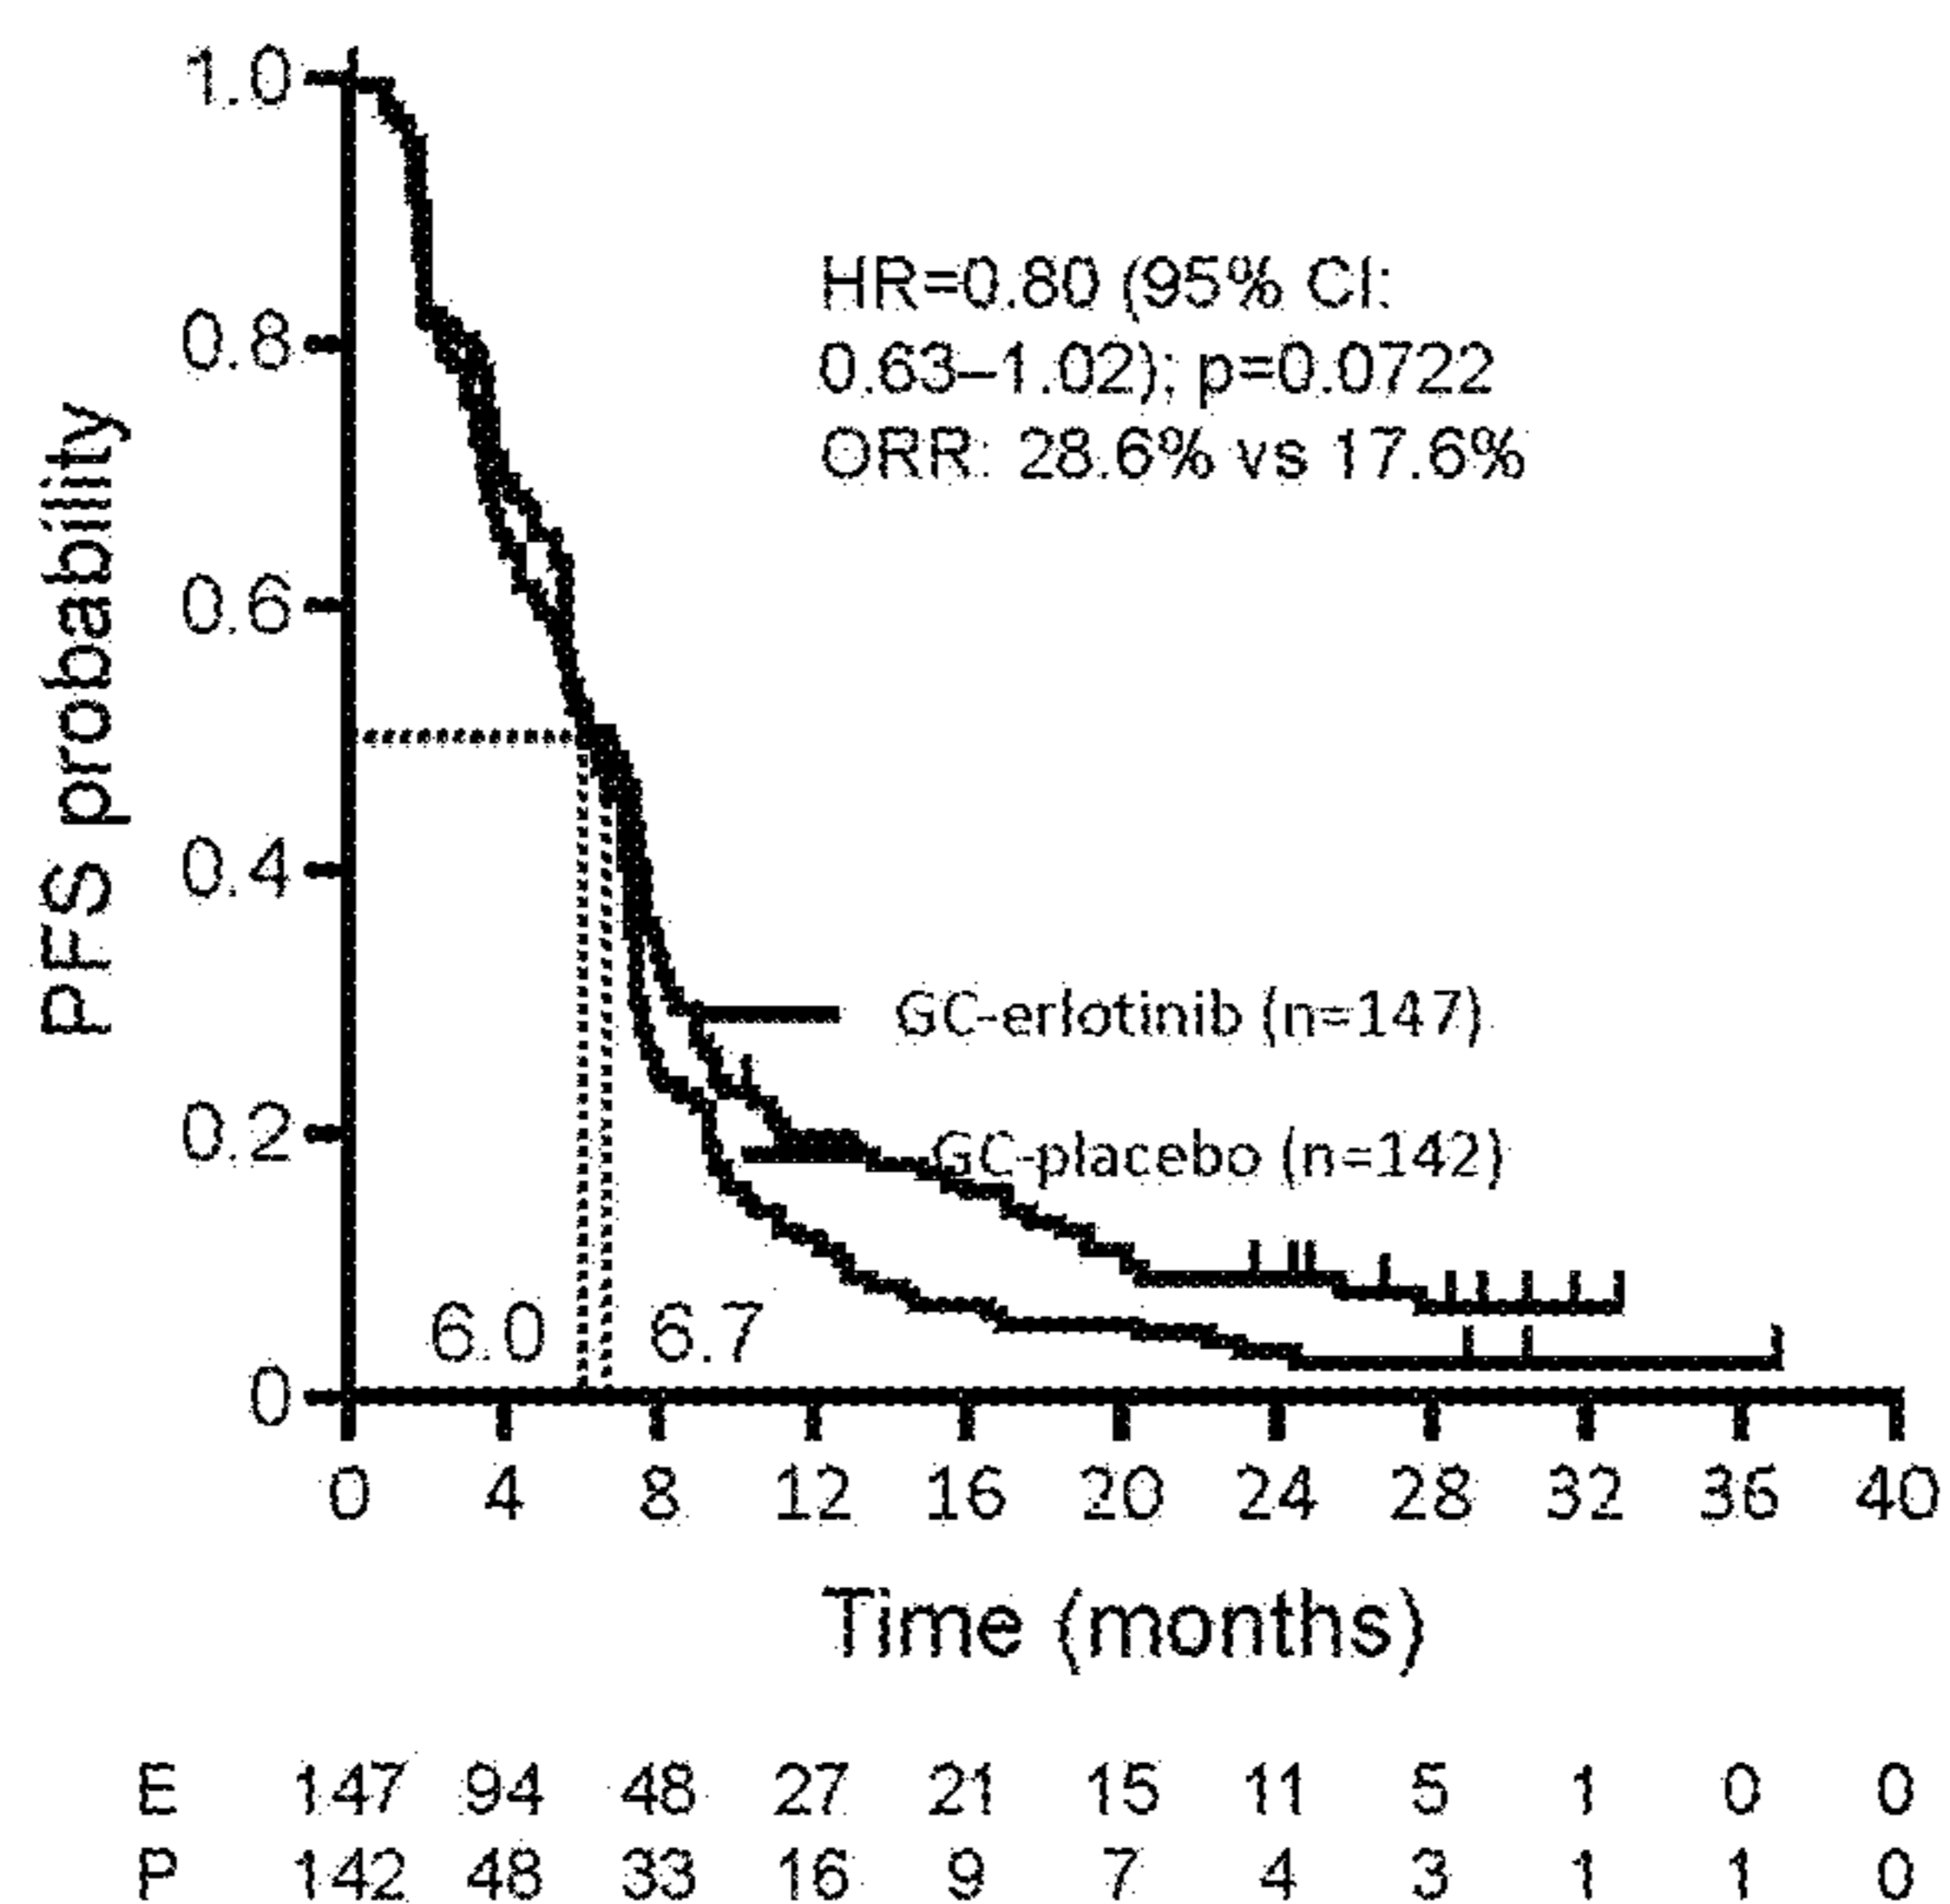 1.0
HR=0.80 (95% CI:
0.8
0.63–1.02); p=0.0722
ORR: 28.6% vs 17.6%
PFS probability
0.6
0.4
GC-erlotinib (n=147)
0.2
GC-placebo (n=142)
6.0 6.7
0
0 4 8 12 16 20 24 28 32 36 40
Time (months)
E 147 94 48 27 21 15 11 5 1 0 0
P 142 48 33 16 9 7 4 3 1 1 0